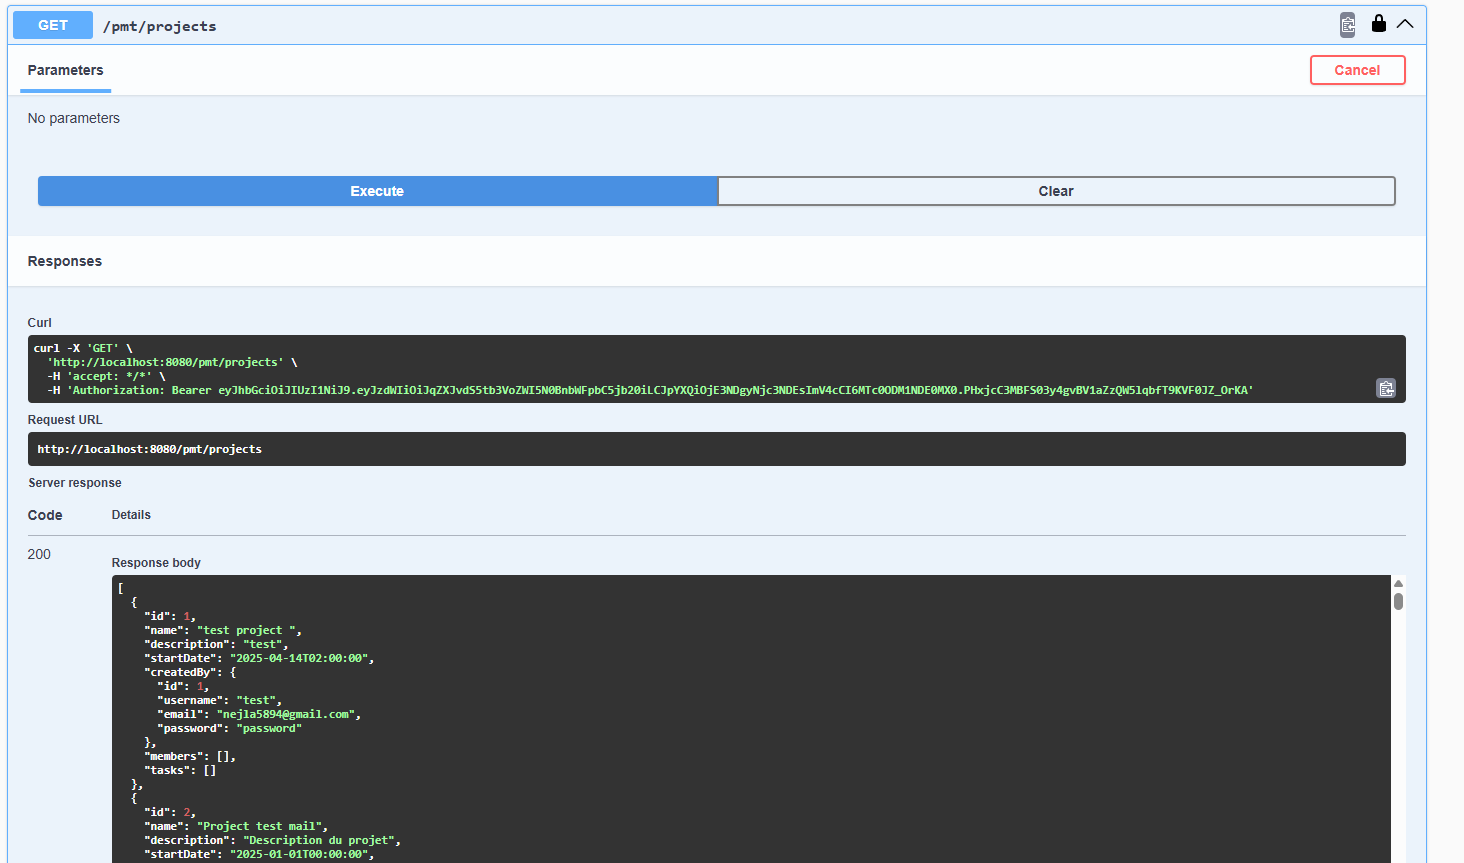 GET /pmt/projects
Parameters
Cancel
No parameters
Execute
Clear
Responses
Curl
curl -X 'GET' \
'http://localhost:8080/pmt/projects' \
-H 'accept: */*' \
-H 'Authorization: Bearer eyJhbGciOiJIUzI1NiJ9.eyJzdWIiOiJqZXJvdS5tb3VoZWI5N0BnbWFpbC5jb20iLCJpYXQiOjE3NDgyNjc3NDEsImV4cCI6MTc0ODM1NDE0MX0.PHxjcC3MBFS03y4gvBV1aZzQW5lqbfT9KVF0JZ_OrKA'
Request URL
http://localhost:8080/pmt/projects
Server response
Code
Details
200
Response body
[
{
"id": 1,
"name": "test project ",
"description": "test",
"startDate": "2025-04-14T02:00:00",
"createdBy": {
"id": 1,
"username": "test",
"email": "nejla5894@gmail.com",
"password": "password"
},
"members": [],
"tasks": []
},
{
"id": 2,
"name": "Project test mail",
"description": "Description du projet",
"startDate": "2025-01-01T00:00:00",